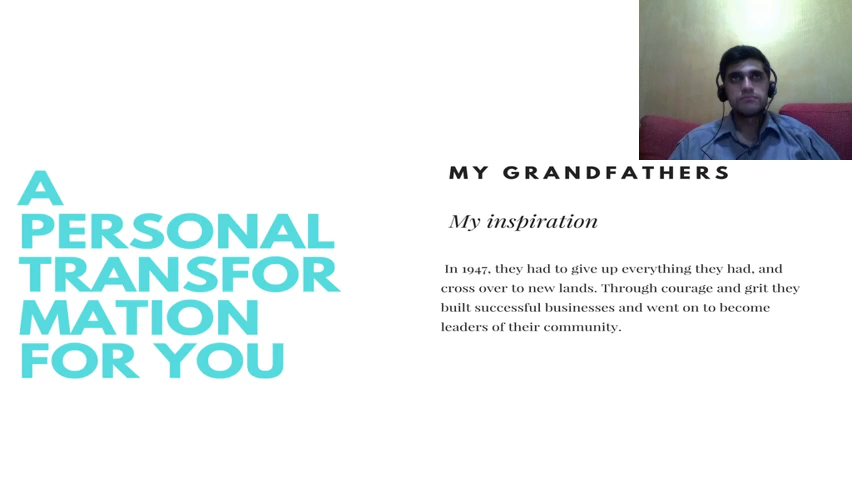 A
PERSONAL
TRANSFOR
MATION
FOR YOU
MY GRANDFATHERS
My inspiration
In 1947, they had to give up everything they had, and
cross over to new lands. Through courage and grit they
built successful businesses and went on to become
leaders of their community.